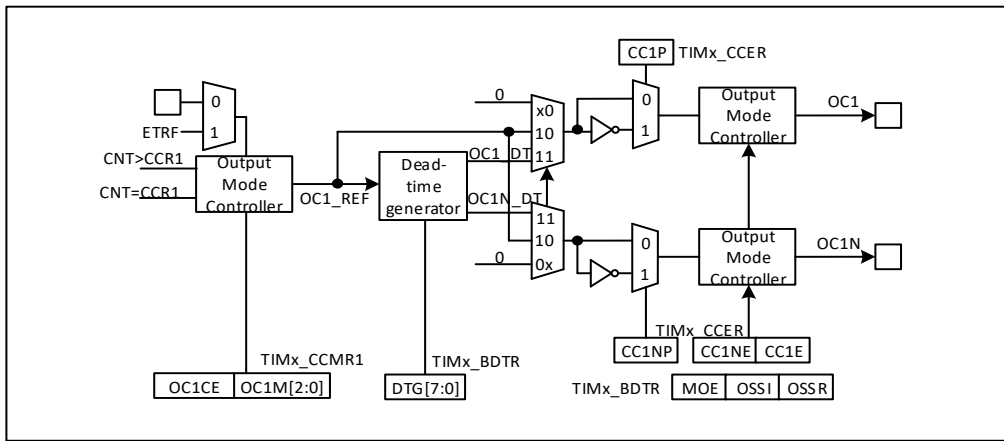 CC1P TIMx_CCER
0
ETRF 1
CNT>CCR1
CNT=CCR1
Output Mode Controller
OC1_REF
Dead-time generator
OC1_DT
OC1N_DT
0
x0
10
11
11
10
0x
0
0
1
0
1
Output Mode Controller
OC1
Output Mode Controller
OC1N
TIMx_CCER
CC1NP CC1NE CC1E
TIMx_CCMR1
OC1CE OC1M[2:0]
TIMx_BDTR
DTG[7:0]
TIMx_BDTR MOE OSSI OSSR